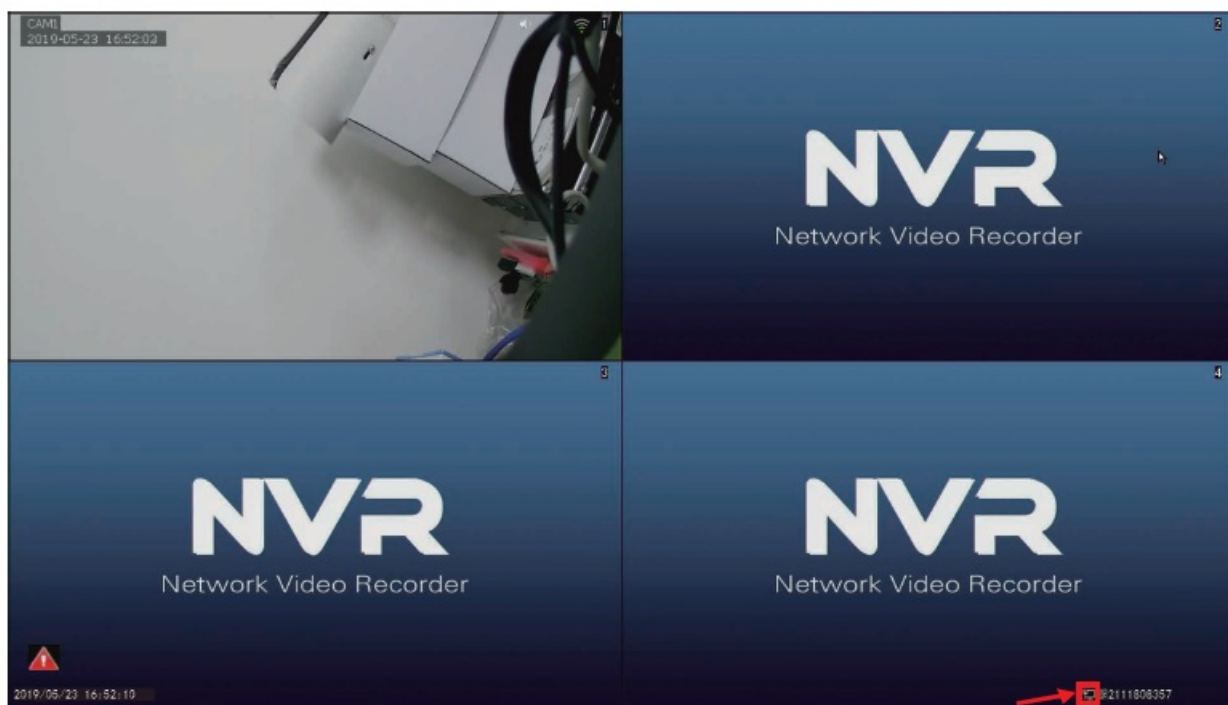 CAM1
2019-05-23 16:52:03
1
2
NVR
Network Video Recorder
3
NVR
Network Video Recorder
2019/05/23 16:52:10
4
NVR
Network Video Recorder
2111808357